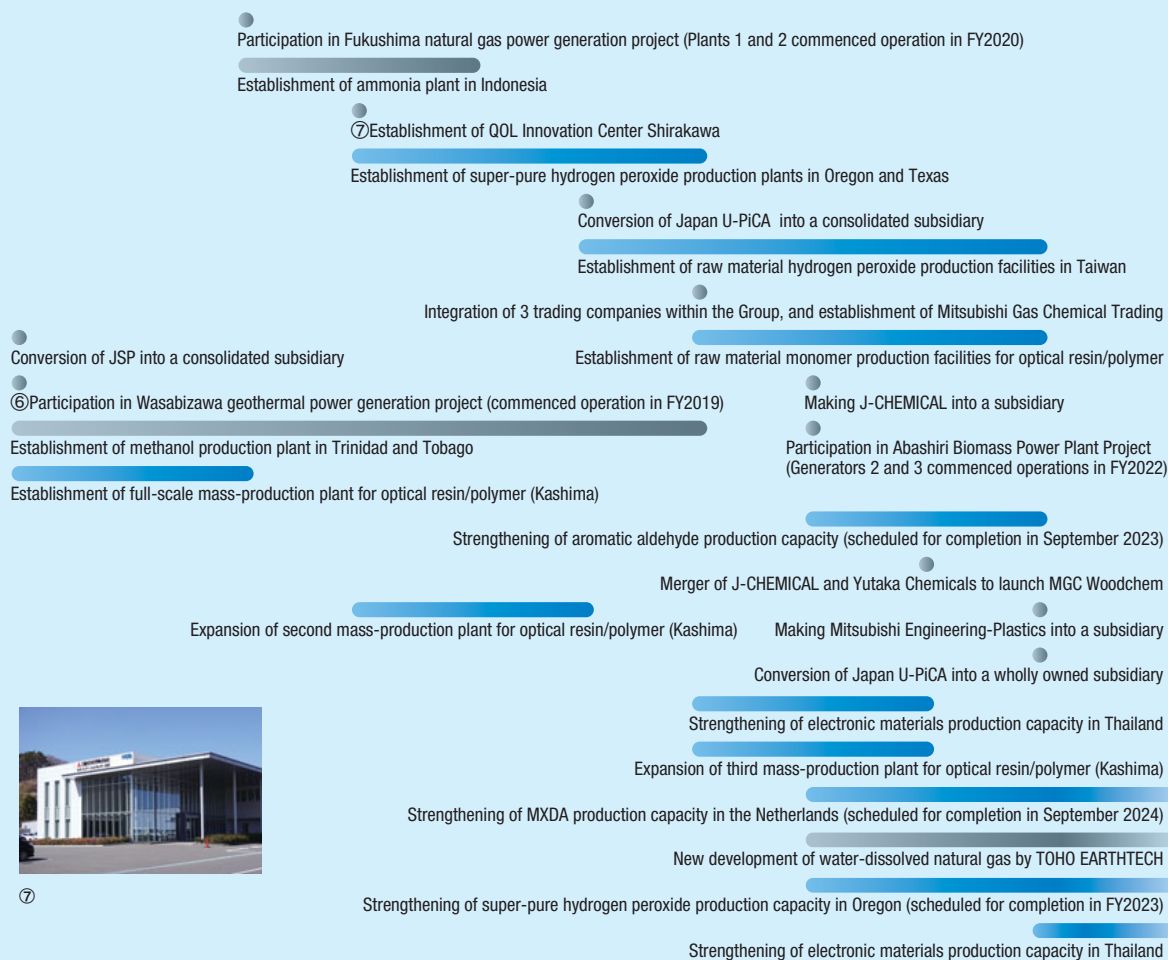 Participation in Fukushima natural gas power generation project (Plants 1 and 2 commenced operation in FY2020)
Establishment of ammonia plant in Indonesia
⑦Establishment of QOL Innovation Center Shirakawa
Establishment of super-pure hydrogen peroxide production plants in Oregon and Texas
Conversion of Japan U-PiCA into a consolidated subsidiary
Establishment of raw material hydrogen peroxide production facilities in Taiwan
Integration of 3 trading companies within the Group, and establishment of Mitsubishi Gas Chemical Trading
Conversion of JSP into a consolidated subsidiary
Establishment of raw material monomer production facilities for optical resin/polymer
⑥Participation in Wasabizawa geothermal power generation project (commenced operation in FY2019)
Making J-CHEMICAL into a subsidiary
Establishment of methanol production plant in Trinidad and Tobago
Participation in Abashiri Biomass Power Plant Project
(Generators 2 and 3 commenced operations in FY2022)
Establishment of full-scale mass-production plant for optical resin/polymer (Kashima)
Strengthening of aromatic aldehyde production capacity (scheduled for completion in September 2023)
Merger of J-CHEMICAL and Yutaka Chemicals to launch MGC Woodchem
Expansion of second mass-production plant for optical resin/polymer (Kashima)
Making Mitsubishi Engineering-Plastics into a subsidiary
Conversion of Japan U-PiCA into a wholly owned subsidiary
Strengthening of electronic materials production capacity in Thailand
Expansion of third mass-production plant for optical resin/polymer (Kashima)
Strengthening of MXDA production capacity in the Netherlands (scheduled for completion in September 2024)
New development of water-dissolved natural gas by TOHO EARTHTECH
⑦
Strengthening of super-pure hydrogen peroxide production capacity in Oregon (scheduled for completion in FY2023)
Strengthening of electronic materials production capacity in Thailand